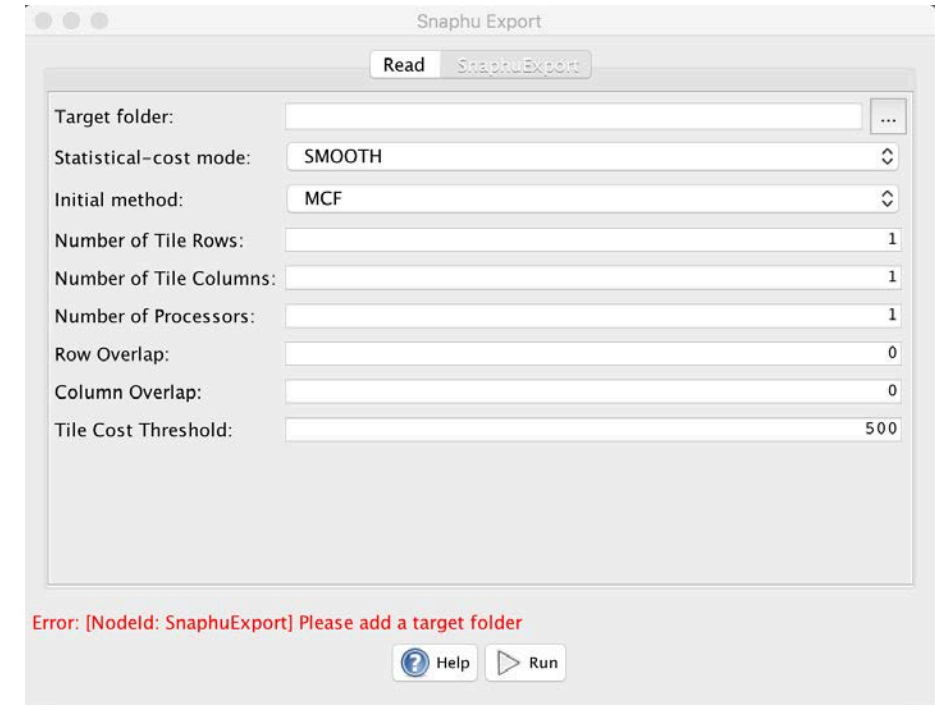 Snaphu Export
Read SnaphuExport
Target folder: ...
Statistical-cost mode: SMOOTH
Initial method: MCF
Number of Tile Rows: 1
Number of Tile Columns: 1
Number of Processors: 1
Row Overlap: 0
Column Overlap: 0
Tile Cost Threshold: 500
Error: [NodeId: SnaphuExport] Please add a target folder
Help Run